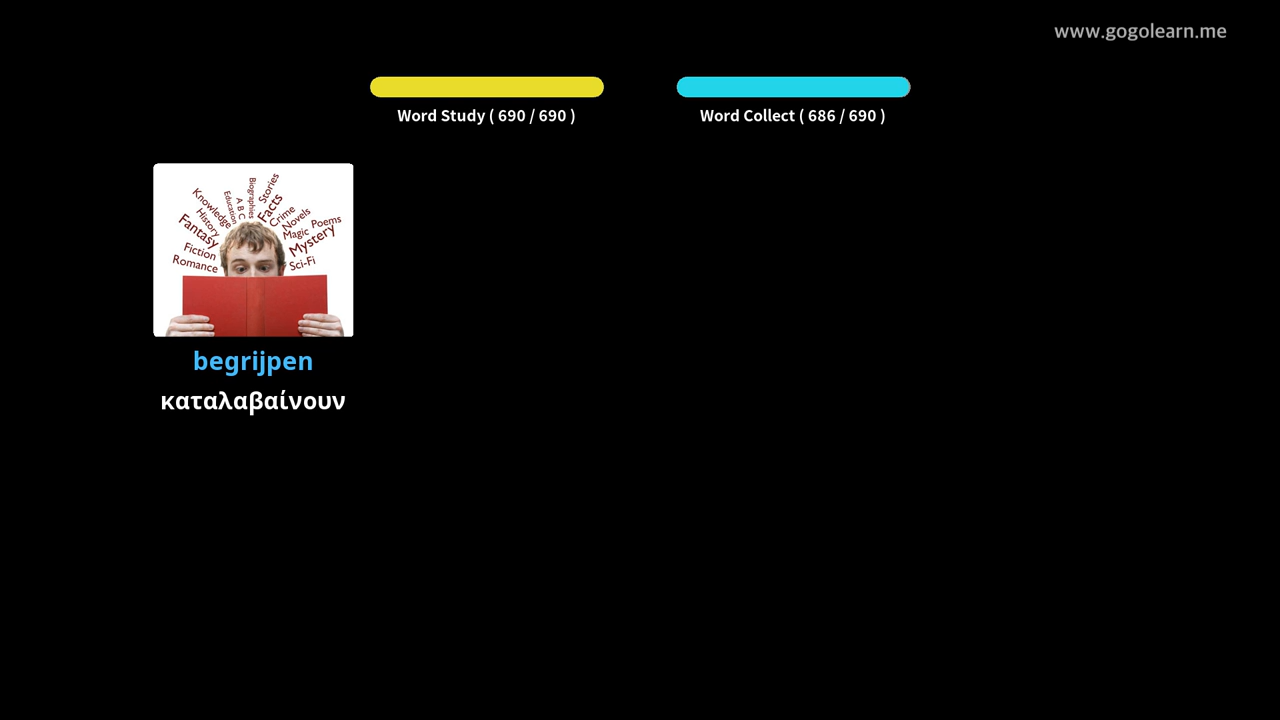 www.gogolearn.me
Word Study ( 690 / 690 )
Word Collect ( 686 / 690 )
Knowledge
History
Fantasy
Fiction
Romance
Education
A B C
Biographies
Stories
Facts
Crime
Novels
Magic
Poems
Mystery
Sci-Fi
begrijpen
καταλαβαίνουν